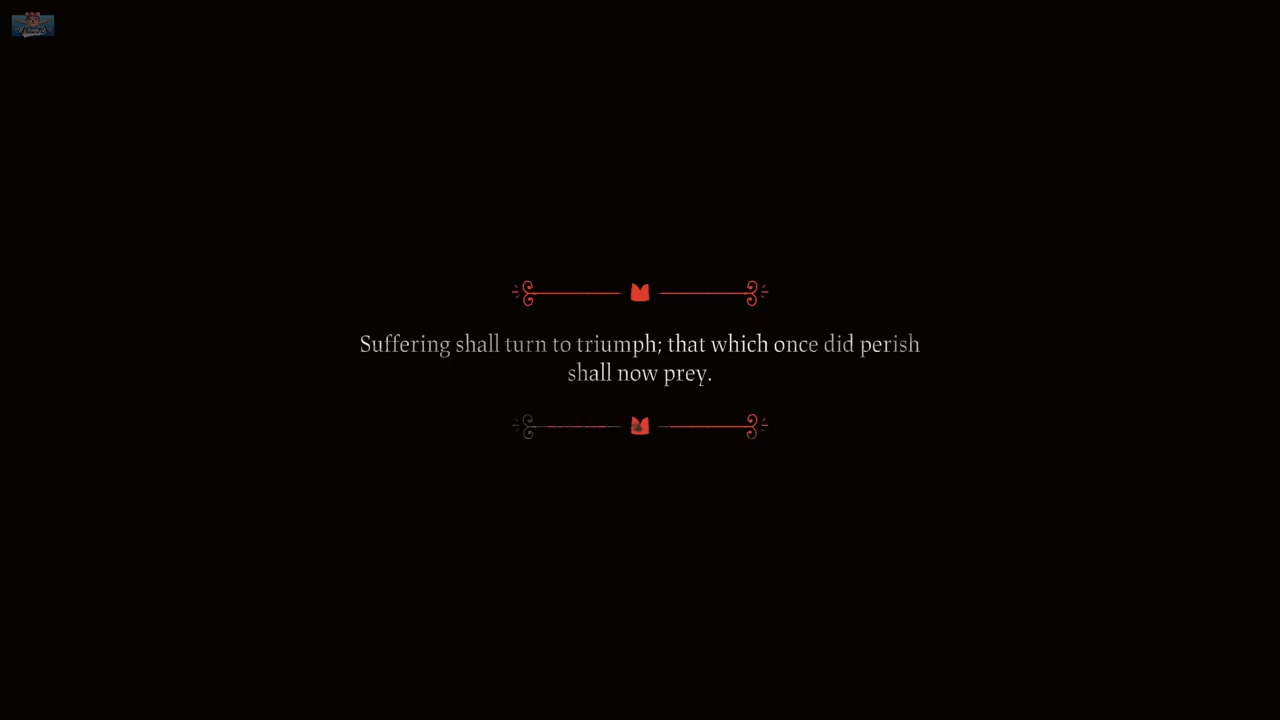 Suffering shall turn to triumph; that which once did perish
shall now prey.